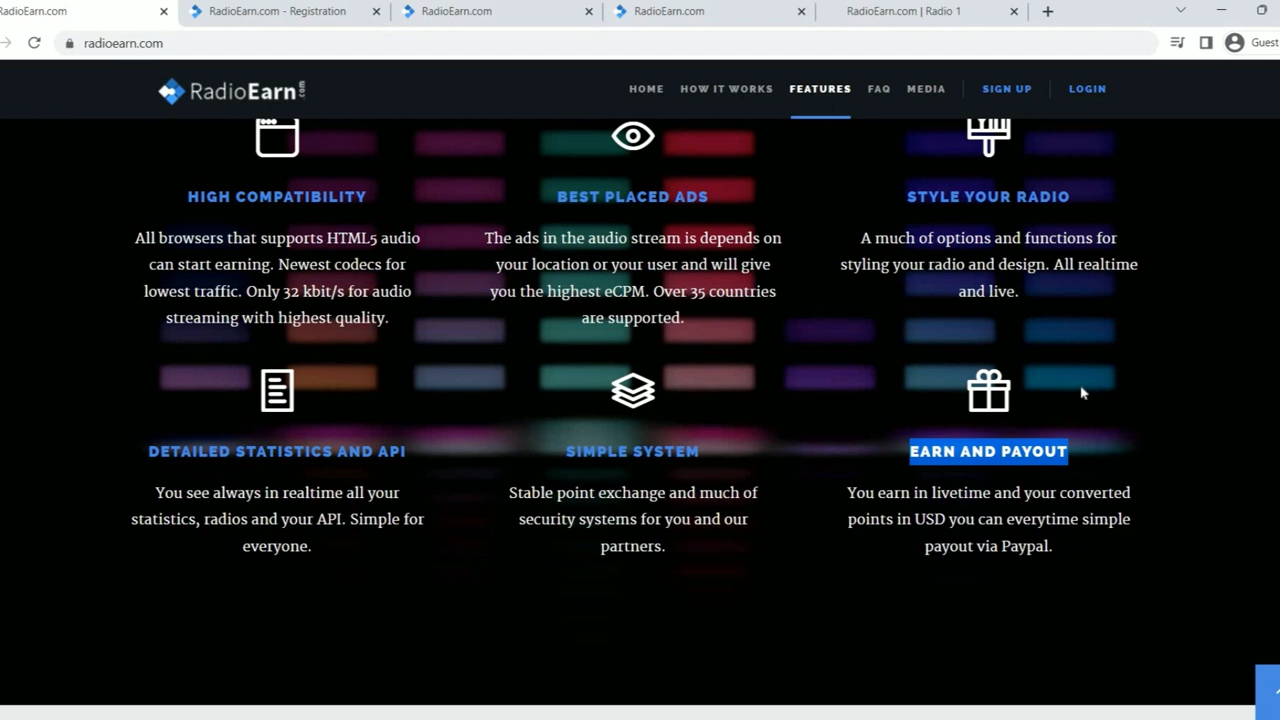 RadioEarn.com
RadioEarn.com - Registration
RadioEarn.com
RadioEarn.com
RadioEarn.com | Radio 1
radioearn.com
Guest
RadioEarn.com
HOME
HOW IT WORKS
FEATURES
FAQ
MEDIA
SIGN UP
LOGIN
HIGH COMPATIBILITY
All browsers that supports HTML5 audio
can start earning. Newest codecs for
lowest traffic. Only 32 kbit/s for audio
streaming with highest quality.
BEST PLACED ADS
The ads in the audio stream is depends on
your location or your user and will give
you the highest eCPM. Over 35 countries
are supported.
STYLE YOUR RADIO
A much of options and functions for
styling your radio and design. All realtime
and live.
DETAILED STATISTICS AND API
You see always in realtime all your
statistics, radios and your API. Simple for
everyone.
SIMPLE SYSTEM
Stable point exchange and much of
security systems for you and our
partners.
EARN AND PAYOUT
You earn in livetime and your converted
points in USD you can everytime simple
payout via Paypal.